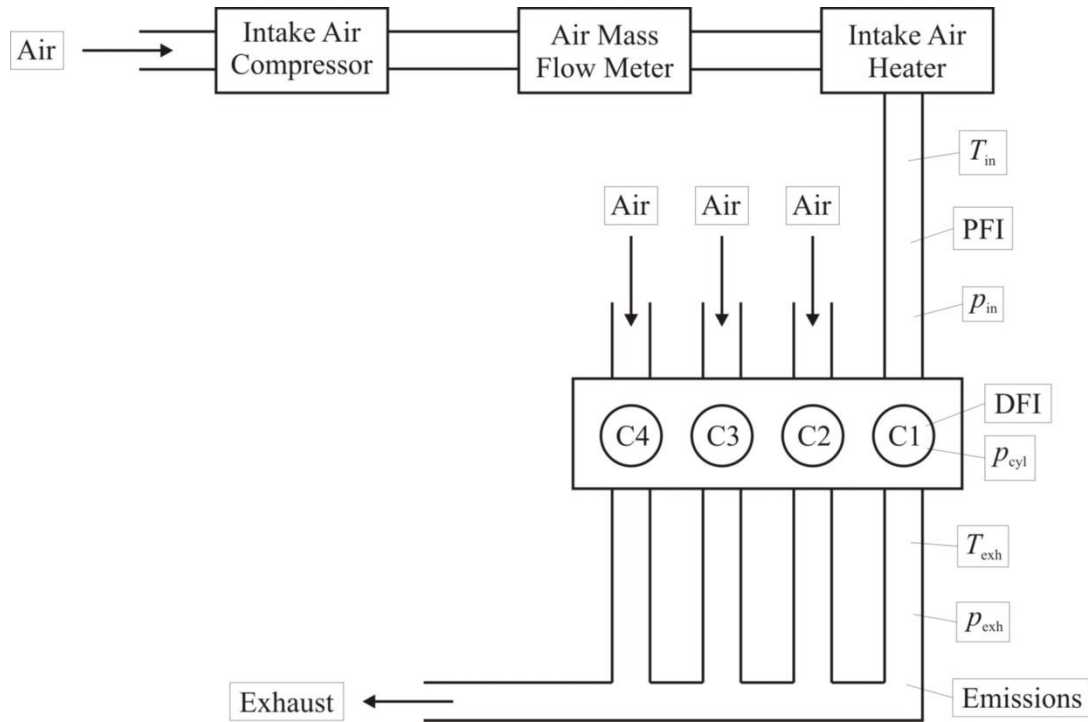 Air
Intake Air
Compressor
Air Mass
Flow Meter
Intake Air
Heater
T_in
Air
Air
Air
PFI
p_in
DFI
C4
C3
C2
C1
p_cyl
T_exh
p_exh
Exhaust
Emissions